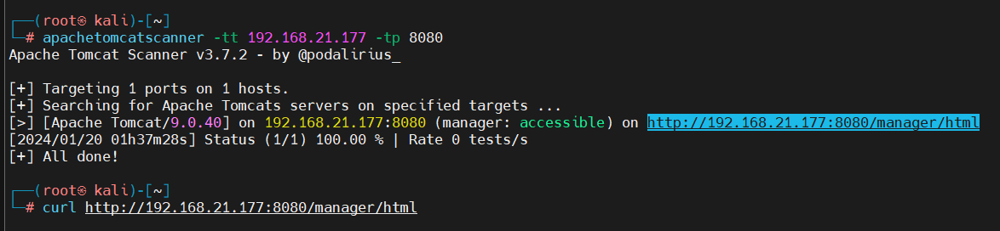 ┌──(root㉿ kali)-[~]
└─# apachetomcatscanner -tt 192.168.21.177 -tp 8080
Apache Tomcat Scanner v3.7.2 - by @podalirius_
[+] Targeting 1 ports on 1 hosts.
[+] Searching for Apache Tomcats servers on specified targets ...
[>] [Apache Tomcat/9.0.40] on 192.168.21.177:8080 (manager: accessible) on http://192.168.21.177:8080/manager/html
[2024/01/20 01h37m28s] Status (1/1) 100.00 % | Rate 0 tests/s
[+] All done!
┌──(root㉿ kali)-[~]
└─# curl http://192.168.21.177:8080/manager/html